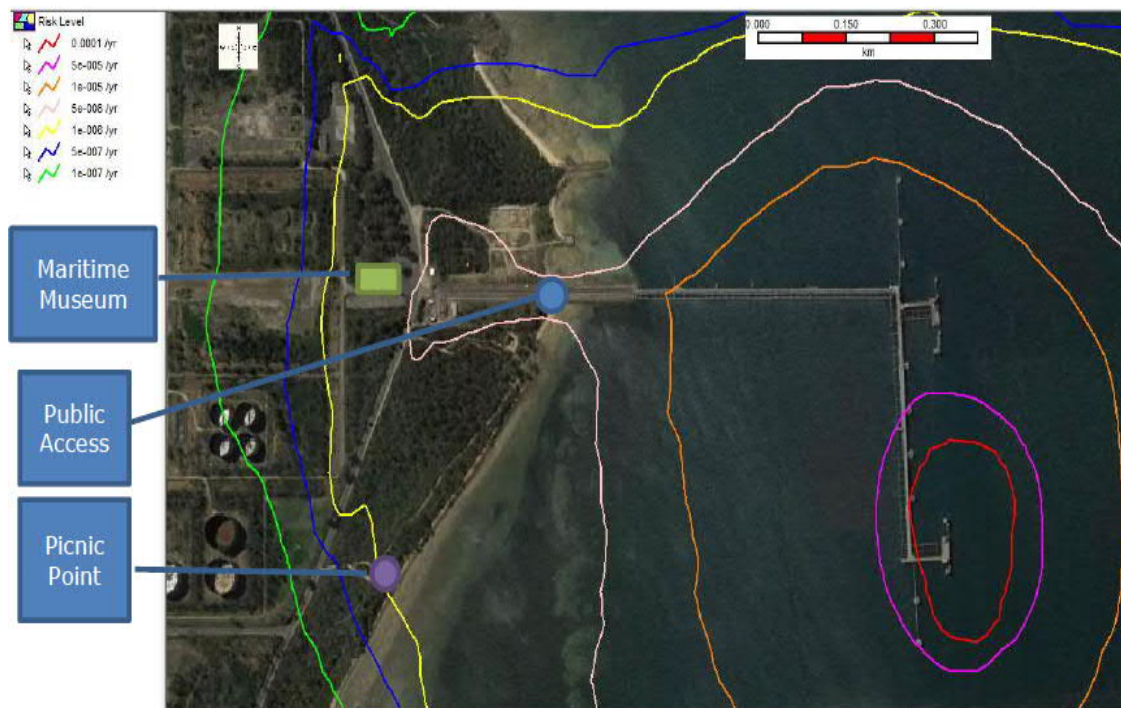 Risk Level
0.0001 /yr
5e-005 /yr
1e-005 /yr
5e-006 /yr
1e-006 /yr
5e-007 /yr
1e-007 /yr
0.000 0.150 0.300
km
Maritime
Museum
Public
Access
Picnic
Point